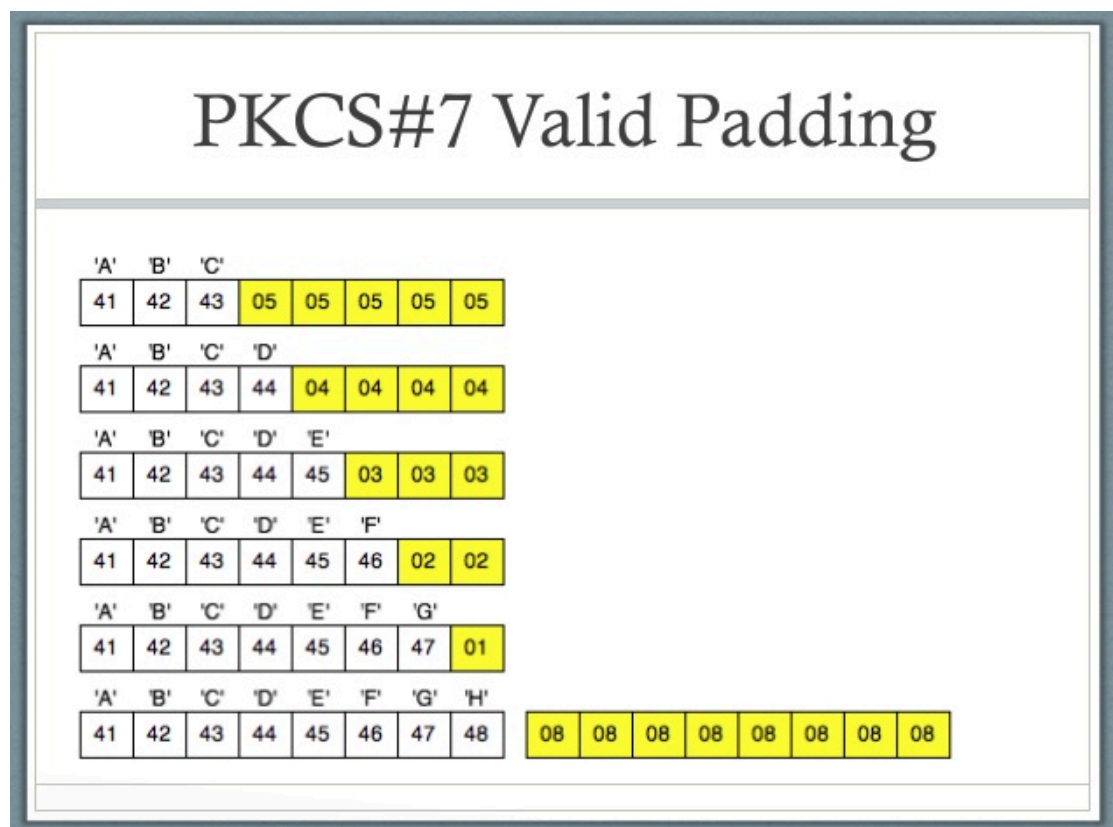 PKCS#7 Valid Padding
'A' 'B' 'C'
41 42 43 05 05 05 05 05
'A' 'B' 'C' 'D'
41 42 43 44 04 04 04 04
'A' 'B' 'C' 'D' 'E'
41 42 43 44 45 03 03 03
'A' 'B' 'C' 'D' 'E' 'F'
41 42 43 44 45 46 02 02
'A' 'B' 'C' 'D' 'E' 'F' 'G'
41 42 43 44 45 46 47 01
'A' 'B' 'C' 'D' 'E' 'F' 'G' 'H'
41 42 43 44 45 46 47 48 08 08 08 08 08 08 08 08